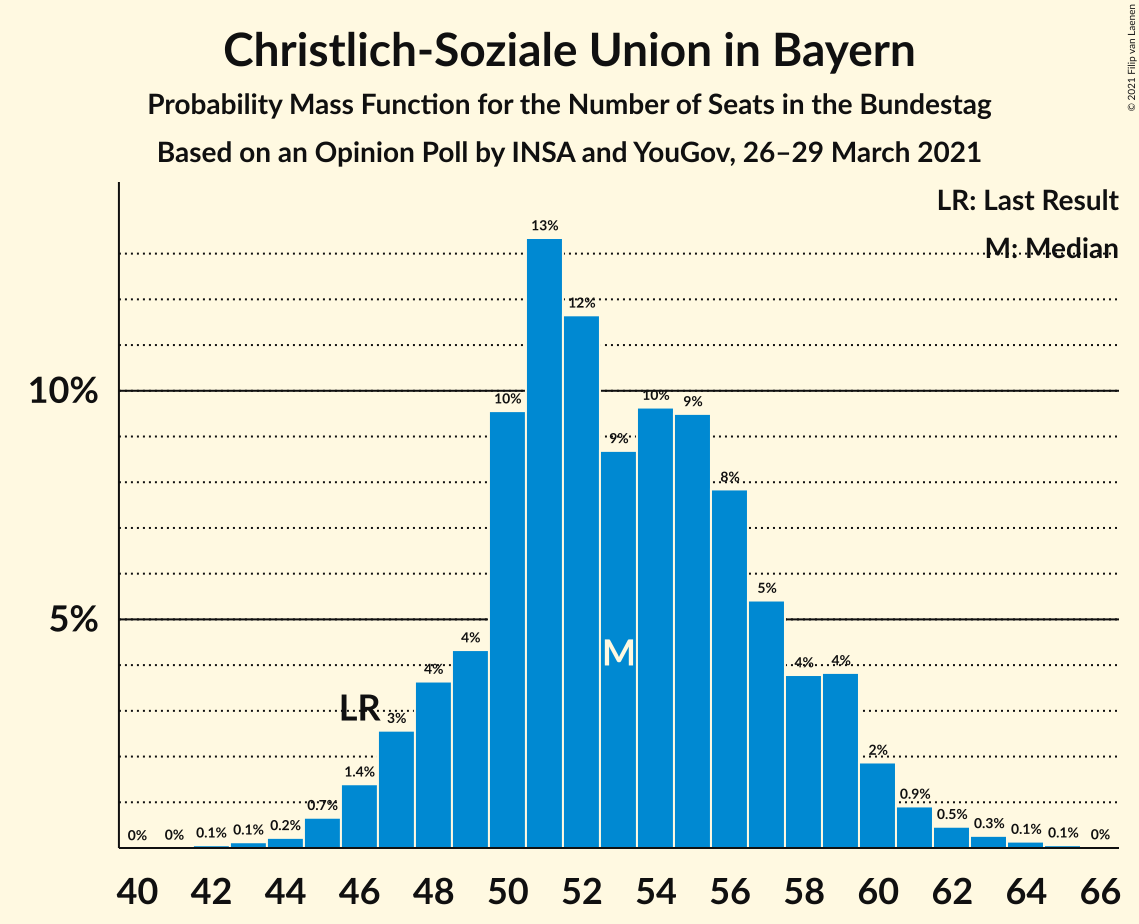 Christlich-Soziale Union in Bayern
Probability Mass Function for the Number of Seats in the Bundestag
Based on an Opinion Poll by INSA and YouGov, 26–29 March 2021
© 2021 Filip van Laenen
LR: Last Result
M: Median
10%
5%
0% 0% 0.1% 0.1% 0.2% 0.7% 1.4% 3% 4% 4% 10% 13% 12% 9% 10% 9% 8% 5% 4% 4% 2% 0.9% 0.5% 0.3% 0.1% 0.1% 0%
LR
M
40 42 44 46 48 50 52 54 56 58 60 62 64 66